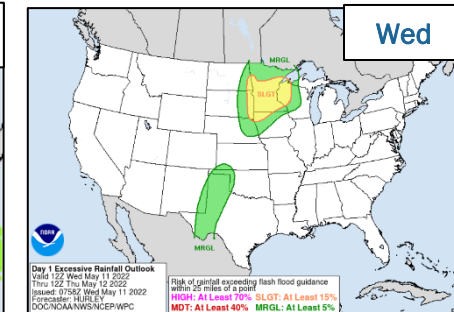 Wed
MRGL
SLGT
MRGL
NOAA
Day 1 Excessive Rainfall Outlook
Valid 12Z Wed May 11 2022
Thru 12Z Thu May 12 2022
Issued: 0758Z Wed May 11 2022
Forecaster: HURLEY
DOC/NOAA/NWS/NCEP/WPC
Risk of rainfall exceeding flash flood guidance
within 25 miles of a point
HIGH: At Least 70% SLGT: At Least 15%
MDT: At Least 40% MRGL: At Least 5%